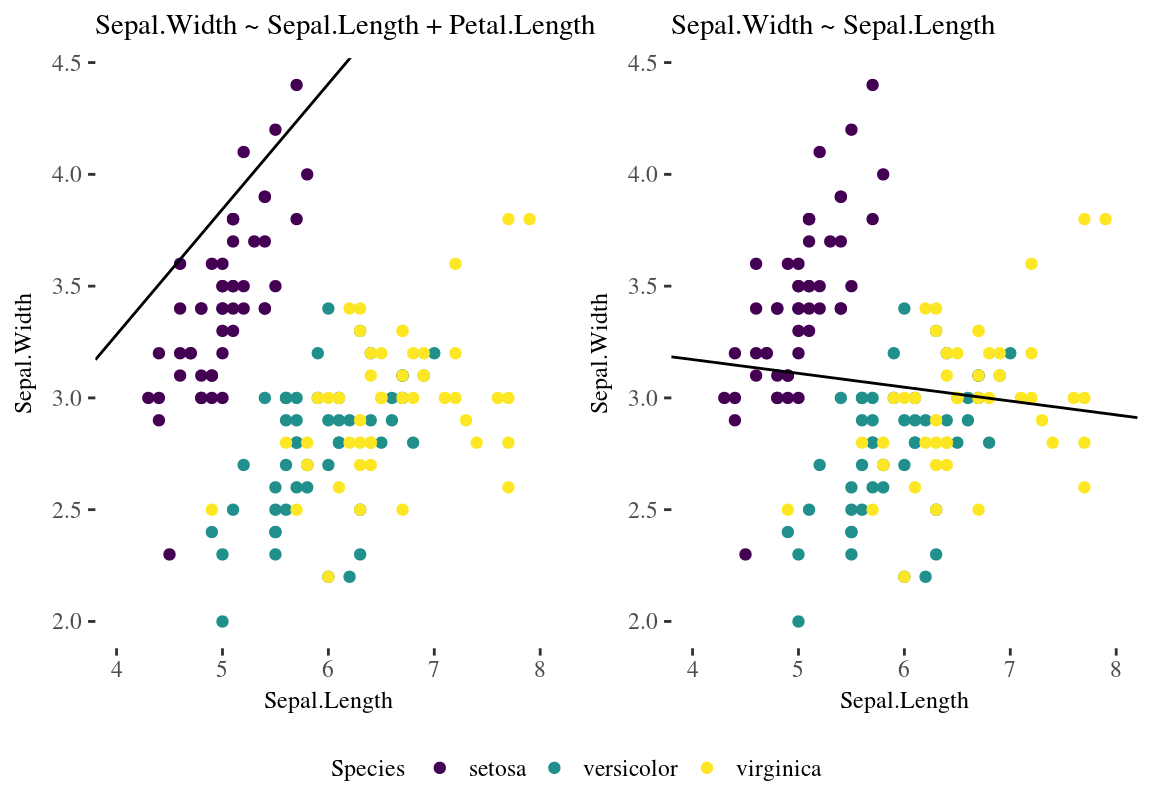 Sepal.Width ~ Sepal.Length + Petal.Length
4.5
4.0
3.5
3.0
2.5
2.0
Sepal.Width
4 5 6 7 8
Sepal.Length
Sepal.Width ~ Sepal.Length
4.5
4.0
3.5
3.0
2.5
2.0
Sepal.Width
4 5 6 7 8
Sepal.Length
Species setosa versicolor virginica